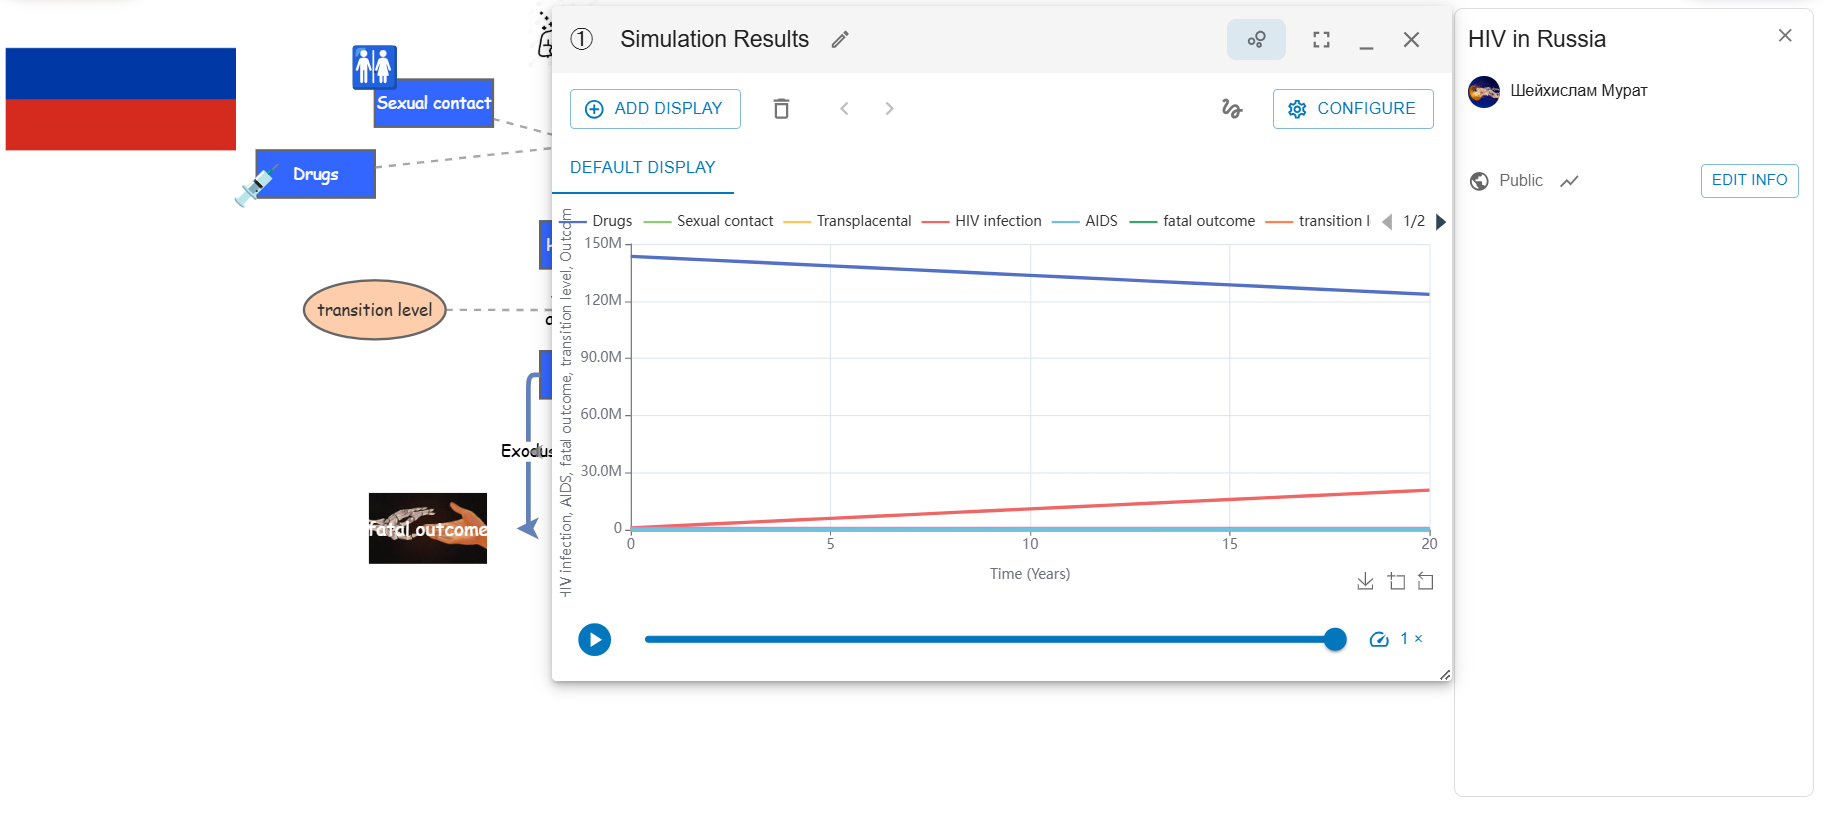 Sexual contact
Drugs
transition level
Exodus
fatal outcome
① Simulation Results
ADD DISPLAY
CONFIGURE
DEFAULT DISPLAY
Drugs Sexual contact Transplacental HIV infection AIDS fatal outcome transition l 1/2
HIV infection, AIDS, fatal outcome, transition level, Outcom
150M
120M
90.0M
60.0M
30.0M
0
0 5 10 15 20
Time (Years)
1 ×
HIV in Russia
Шейхислам Мурат
Public
EDIT INFO